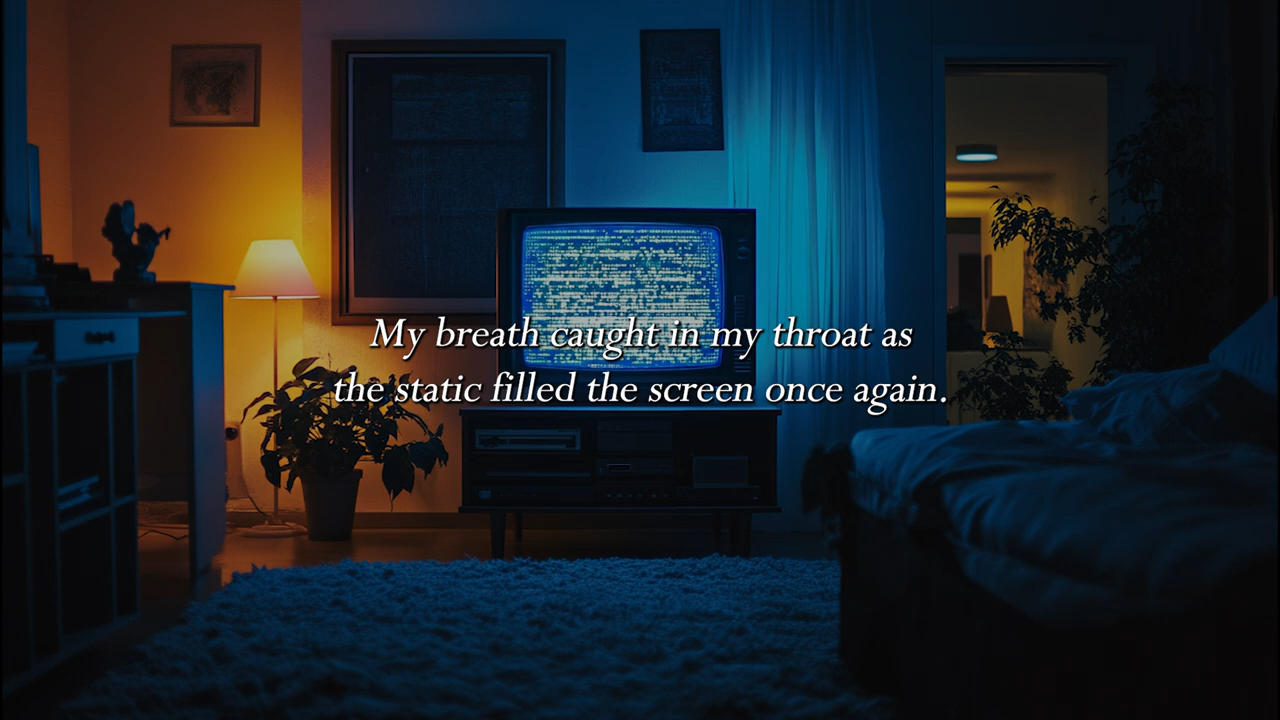 My breath caught in my throat as
the static filled the screen once again.